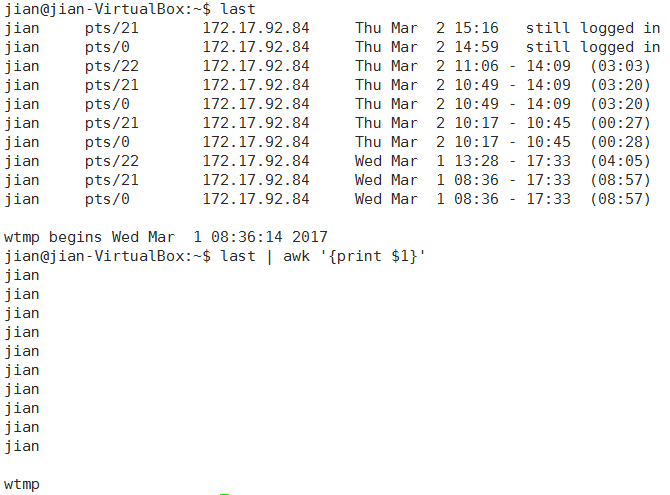 jian@jian-VirtualBox:~$ last
jian     pts/21       172.17.92.84     Thu Mar  2 15:16   still logged in
jian     pts/0        172.17.92.84     Thu Mar  2 14:59   still logged in
jian     pts/22       172.17.92.84     Thu Mar  2 11:06 - 14:09  (03:03)
jian     pts/21       172.17.92.84     Thu Mar  2 10:49 - 14:09  (03:20)
jian     pts/0        172.17.92.84     Thu Mar  2 10:49 - 14:09  (03:20)
jian     pts/21       172.17.92.84     Thu Mar  2 10:17 - 10:45  (00:27)
jian     pts/0        172.17.92.84     Thu Mar  2 10:17 - 10:45  (00:28)
jian     pts/22       172.17.92.84     Wed Mar  1 13:28 - 17:33  (04:05)
jian     pts/21       172.17.92.84     Wed Mar  1 08:36 - 17:33  (08:57)
jian     pts/0        172.17.92.84     Wed Mar  1 08:36 - 17:33  (08:57)

wtmp begins Wed Mar  1 08:36:14 2017
jian@jian-VirtualBox:~$ last | awk '{print $1}'
jian
jian
jian
jian
jian
jian
jian
jian
jian
jian

wtmp